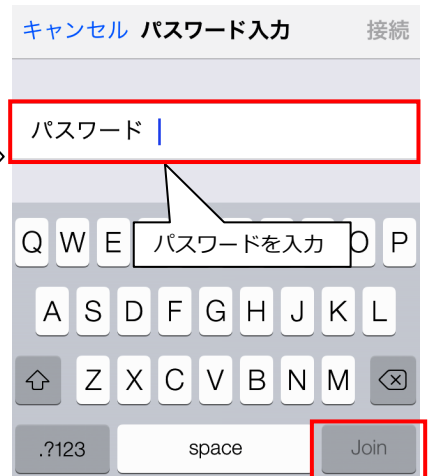 キャンセル パスワード入力 接続
パスワード
パスワードを入力
Q W E O P
A S D F G H J K L
Z X C V B N M
.?123 space Join